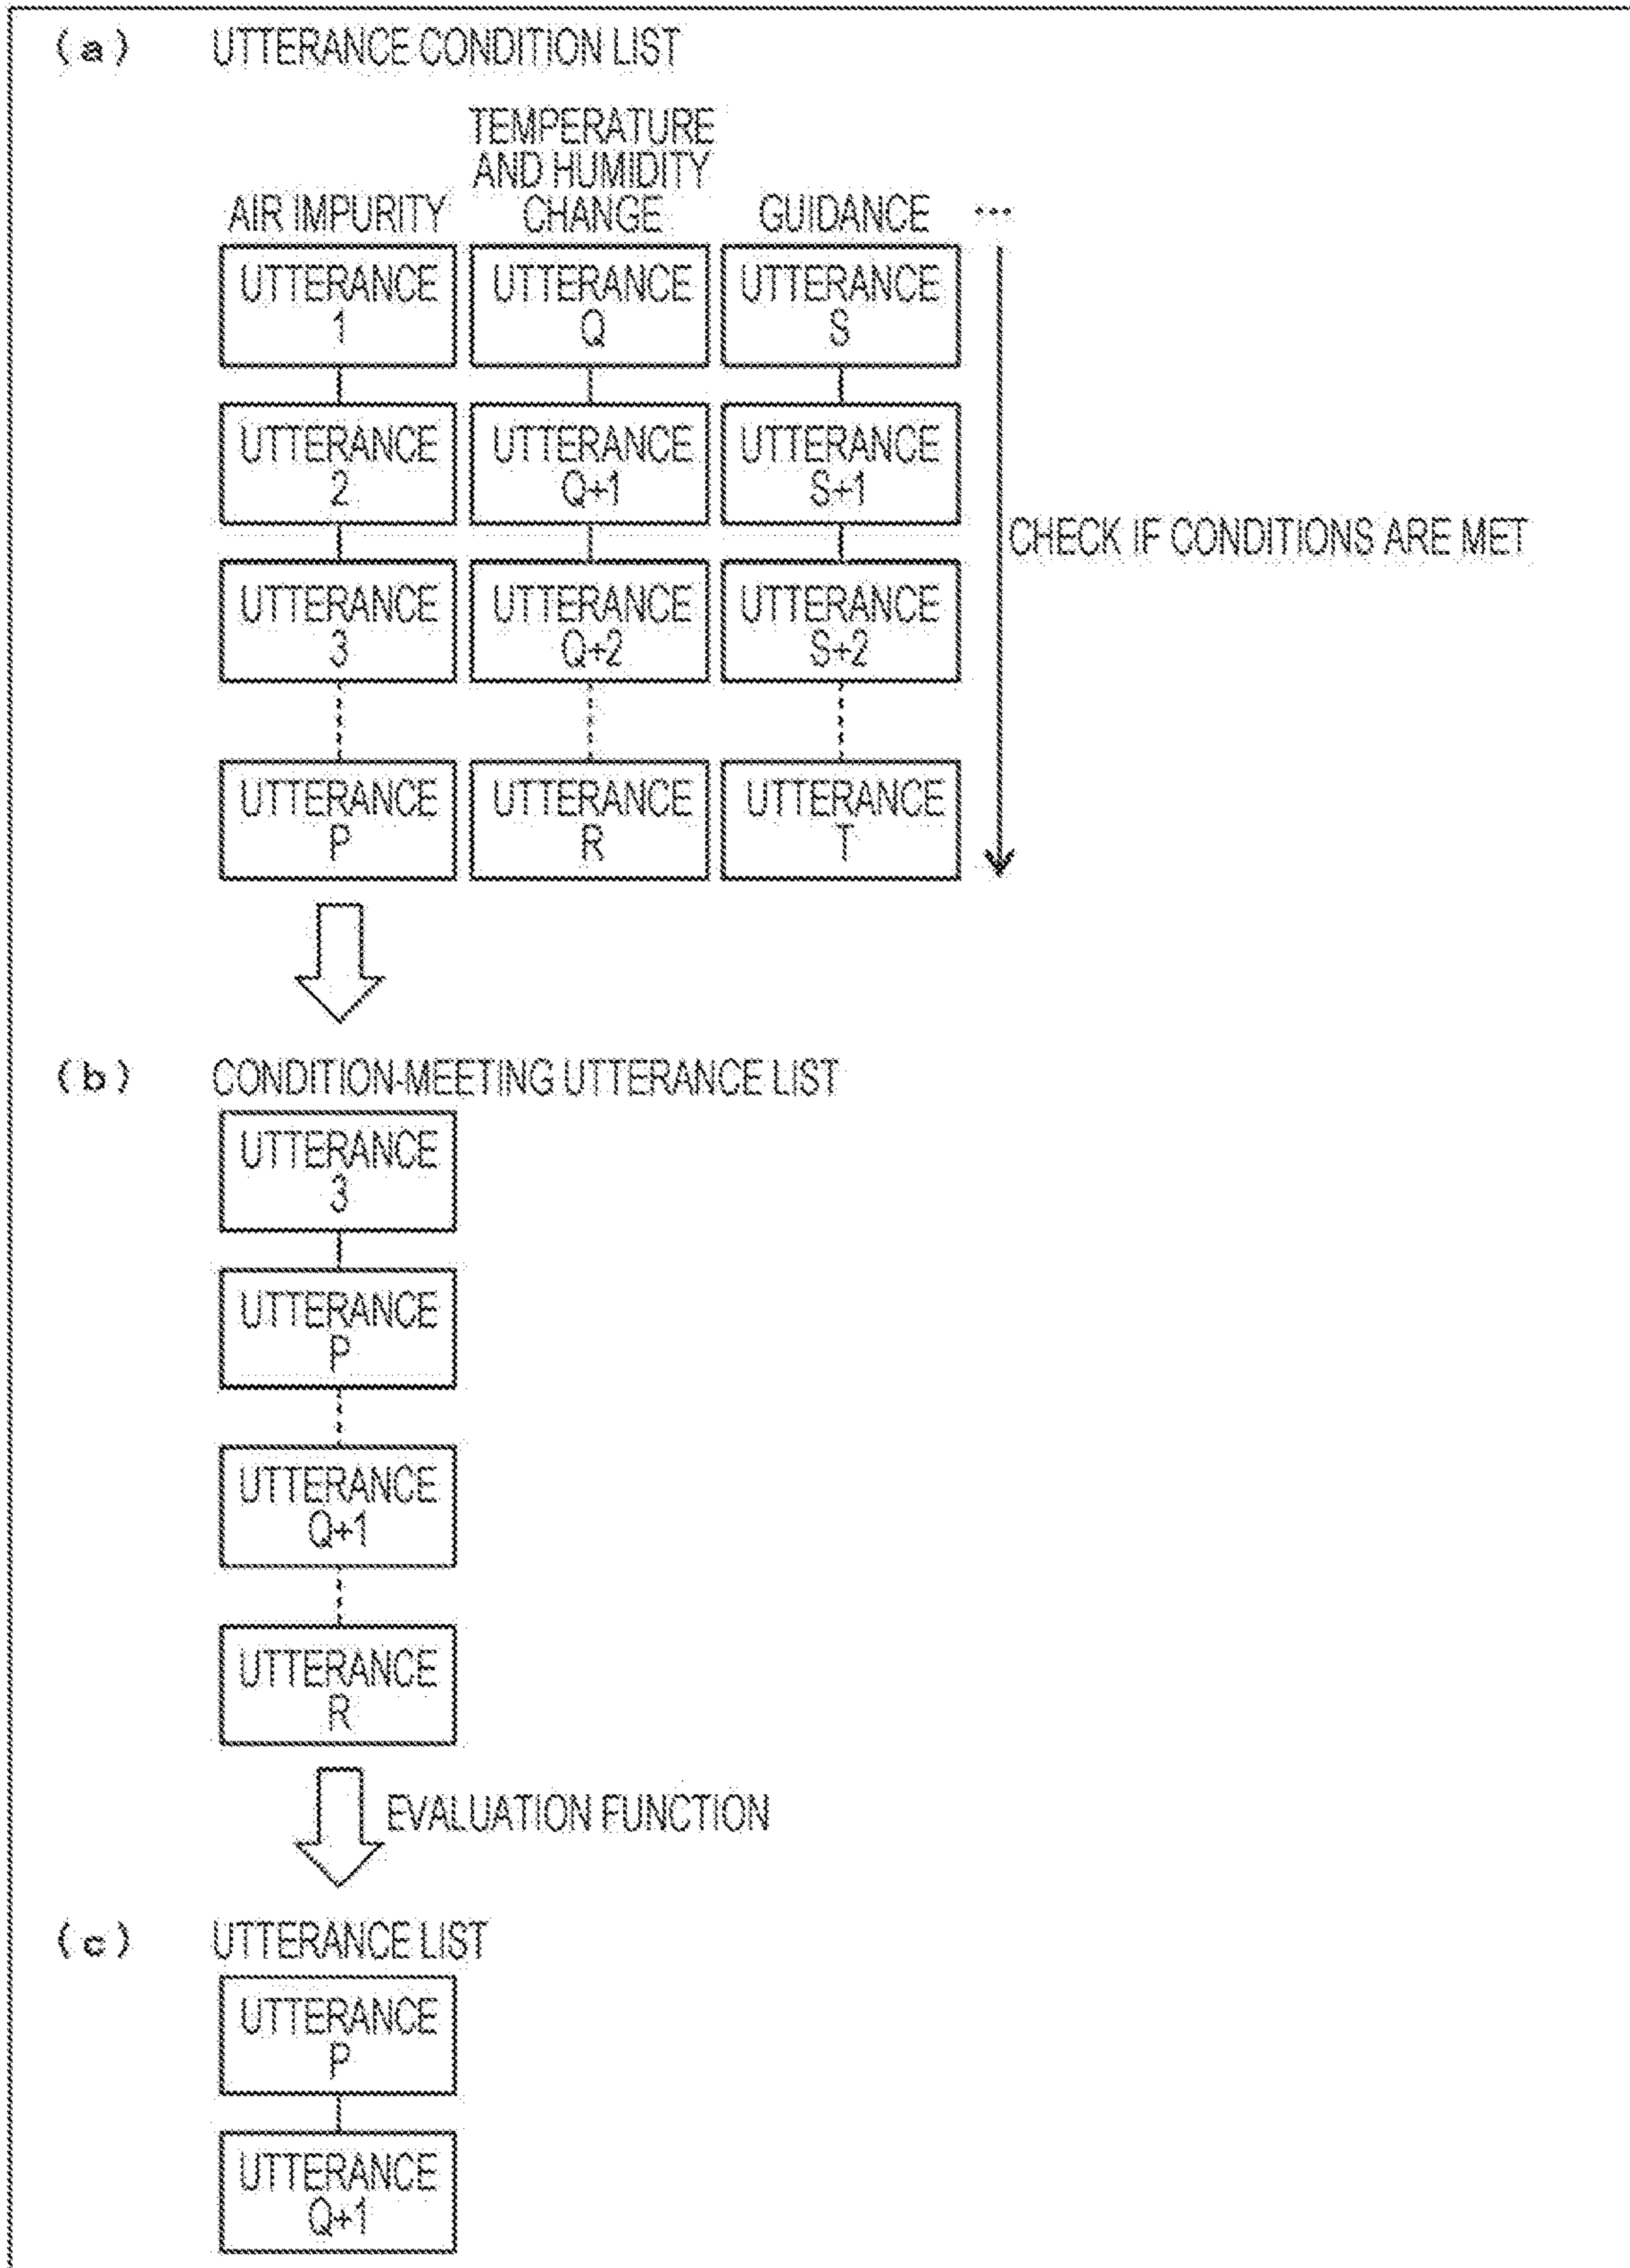 (a) UTTERANCE CONDITION LIST
TEMPERATURE
AND HUMIDITY
AIR IMPURITY CHANGE GUIDANCE ...
UTTERANCE UTTERANCE UTTERANCE
1 Q S
UTTERANCE UTTERANCE UTTERANCE
2 Q+1 S+1
CHECK IF CONDITIONS ARE MET
UTTERANCE UTTERANCE UTTERANCE
3 Q+2 S+2
UTTERANCE UTTERANCE UTTERANCE
P R T
(b) CONDITION-MEETING UTTERANCE LIST
UTTERANCE
3
UTTERANCE
P
UTTERANCE
Q+1
UTTERANCE
R
EVALUATION FUNCTION
(c) UTTERANCE LIST
UTTERANCE
P
UTTERANCE
Q+1